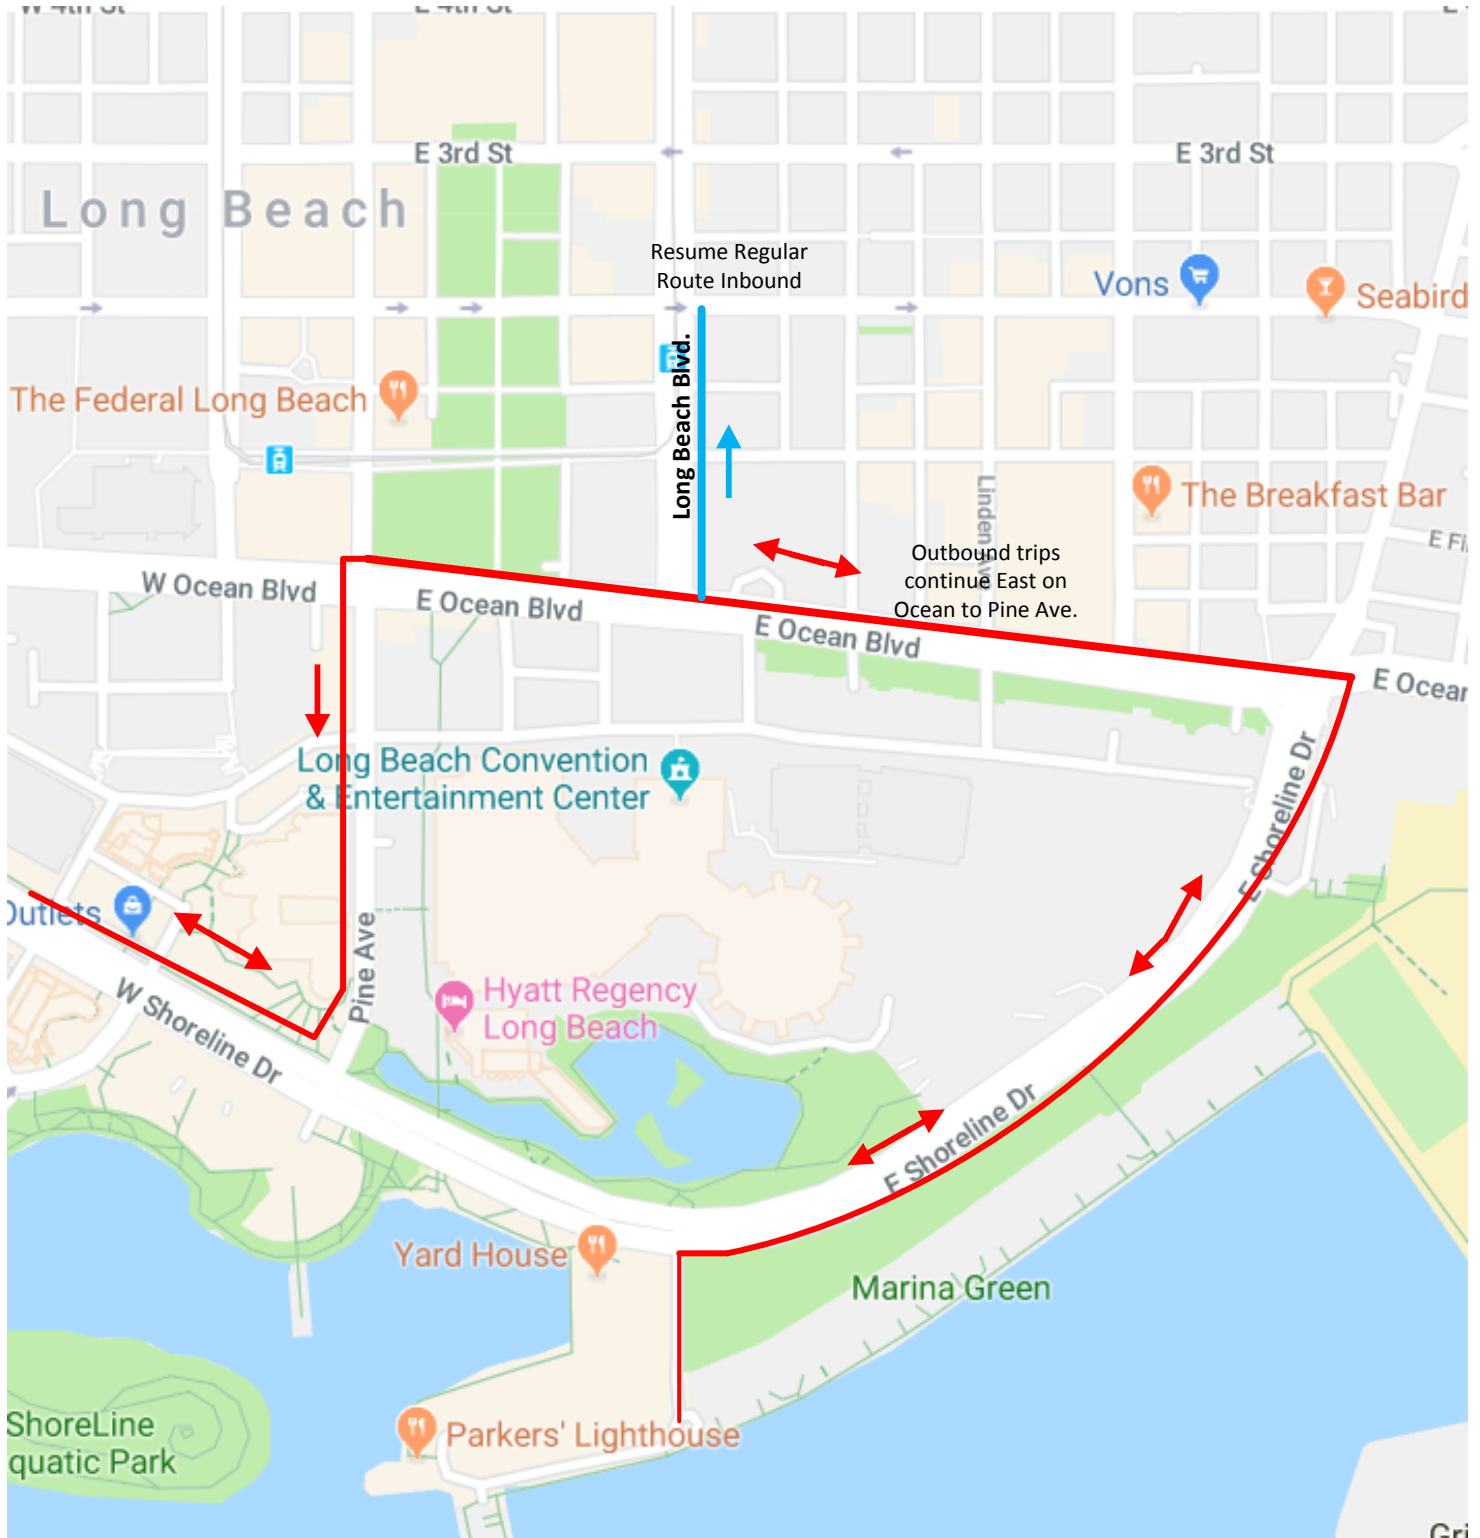 E 3rd St
E 3rd St
Long Beach
Resume Regular
Route Inbound
Vons
Seabird
Long Beach Blvd.
The Federal Long Beach
Linden Ave
The Breakfast Bar
Outbound trips
continue East on
Ocean to Pine Ave.
W Ocean Blvd
E Ocean Blvd
E Ocean Blvd
E Ocean
Long Beach Convention
& Entertainment Center
E Shoreline Dr
Outlets
Pine Ave
W Shoreline Dr
Hyatt Regency
Long Beach
E Shoreline Dr
Yard House
Marina Green
Parkers' Lighthouse
ShoreLine
quatic Park